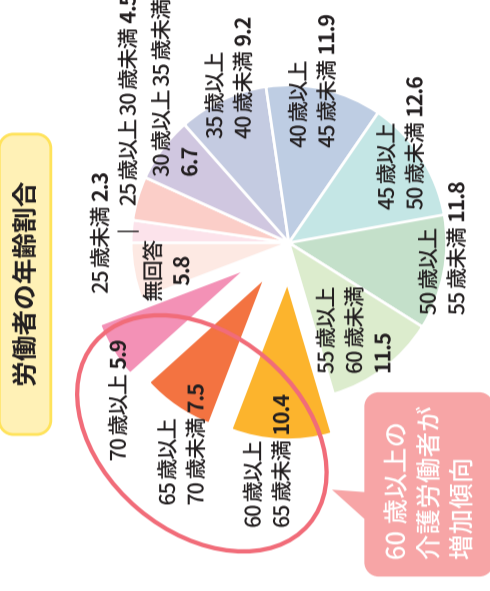 労働者の年齢割合
25歳未満 2.3
25歳以上 30歳未満 4.5
30歳以上 35歳未満
6.7
35歳以上
40歳未満 9.2
40歳以上
45歳未満 11.9
45歳以上
50歳未満 12.6
50歳以上
55歳未満 11.8
55歳以上
60歳未満
11.5
60歳以上
65歳未満 10.4
65歳以上
70歳未満 7.5
70歳以上 5.9
無回答
5.8
60歳以上の
介護労働者が
増加傾向